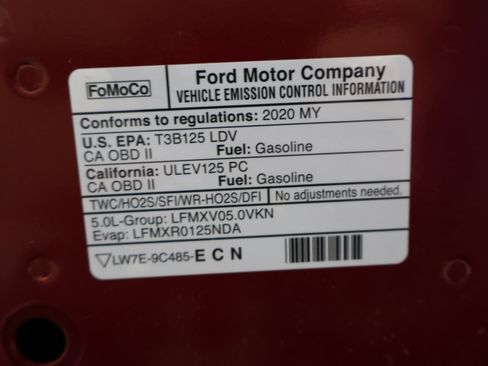 FoMoCo
Ford Motor Company
VEHICLE EMISSION CONTROL INFORMATION
Conforms to regulations: 2020 MY
U.S. EPA: T3B125 LDV
CA OBD II Fuel: Gasoline
California: ULEV125 PC
CA OBD II Fuel: Gasoline
TWC/HO2S/SFI/WR-HO2S/DFI No adjustments needed.
5.0L-Group: LFMXV05.0VKN
Evap: LFMXR0125NDA
LW7E-9C485-E C N